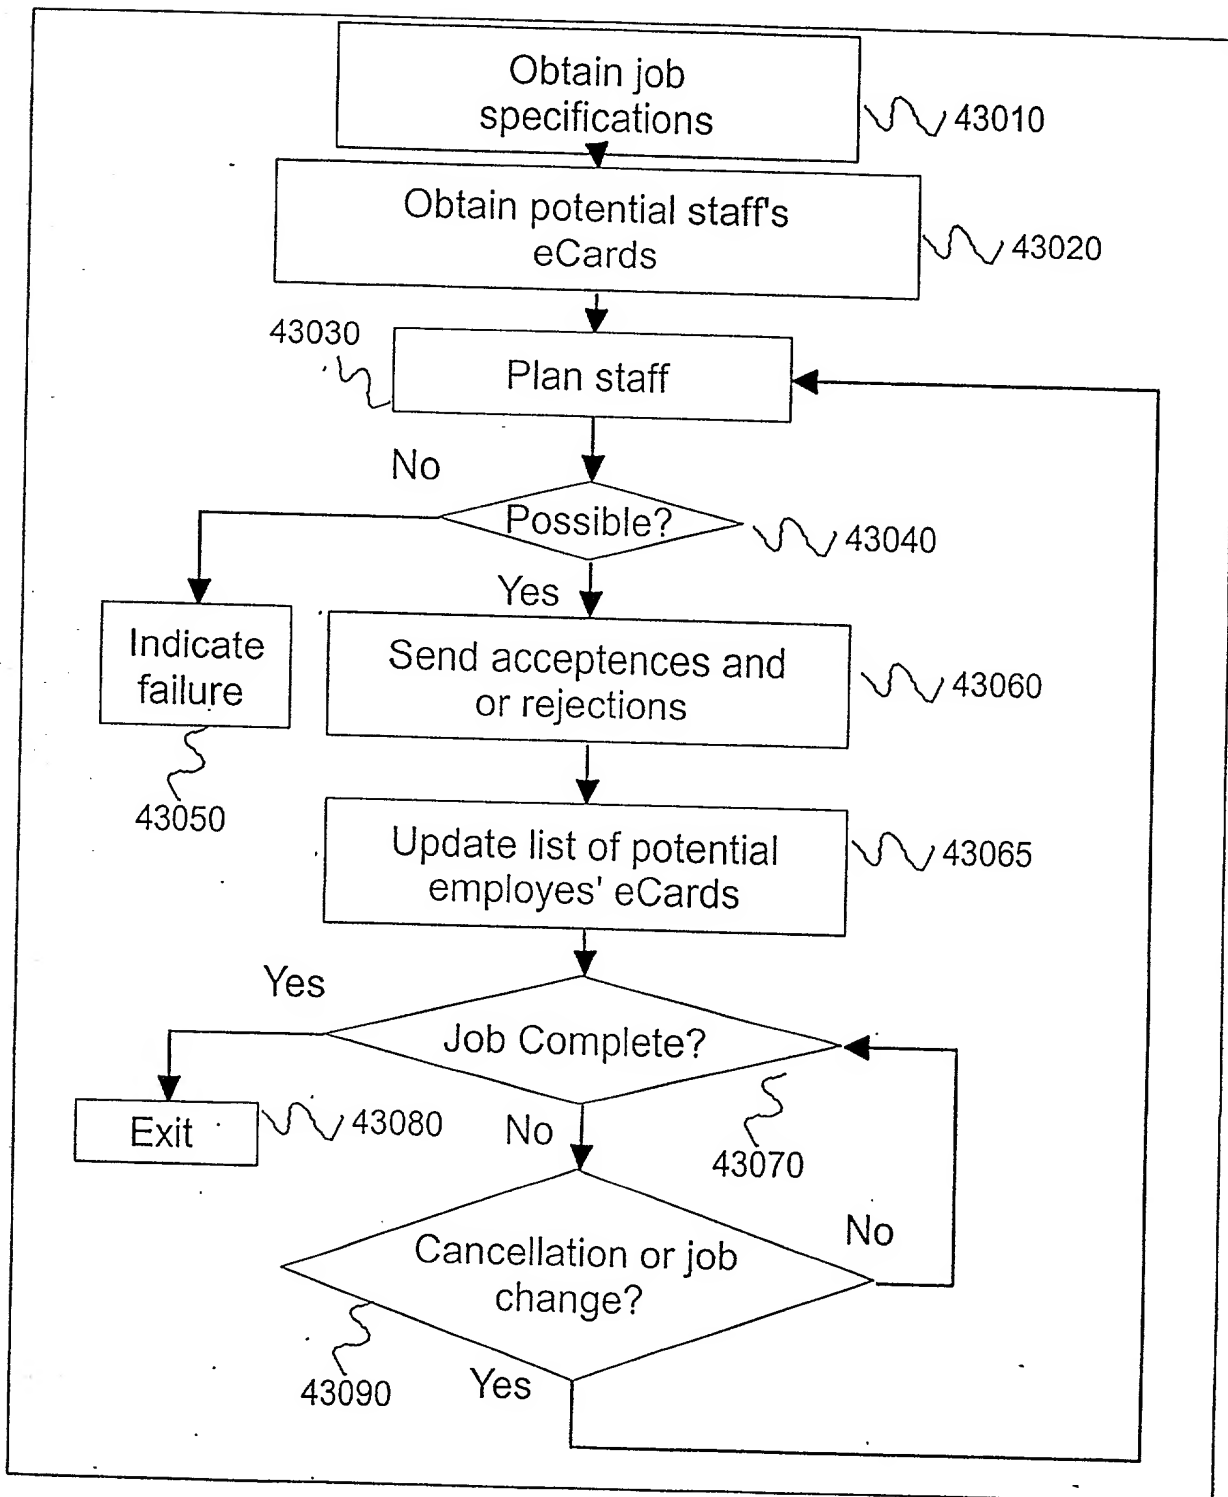 Obtain job
specifications
43010
Obtain potential staff's
eCards
43020
43030
Plan staff
No
Possible?
43040
Yes
Indicate
failure
43050
Send acceptences and
or rejections
43060
Update list of potential
employes' eCards
43065
Yes
Job Complete?
43070
Exit
43080
No
Cancellation or job
change?
No
43090
Yes